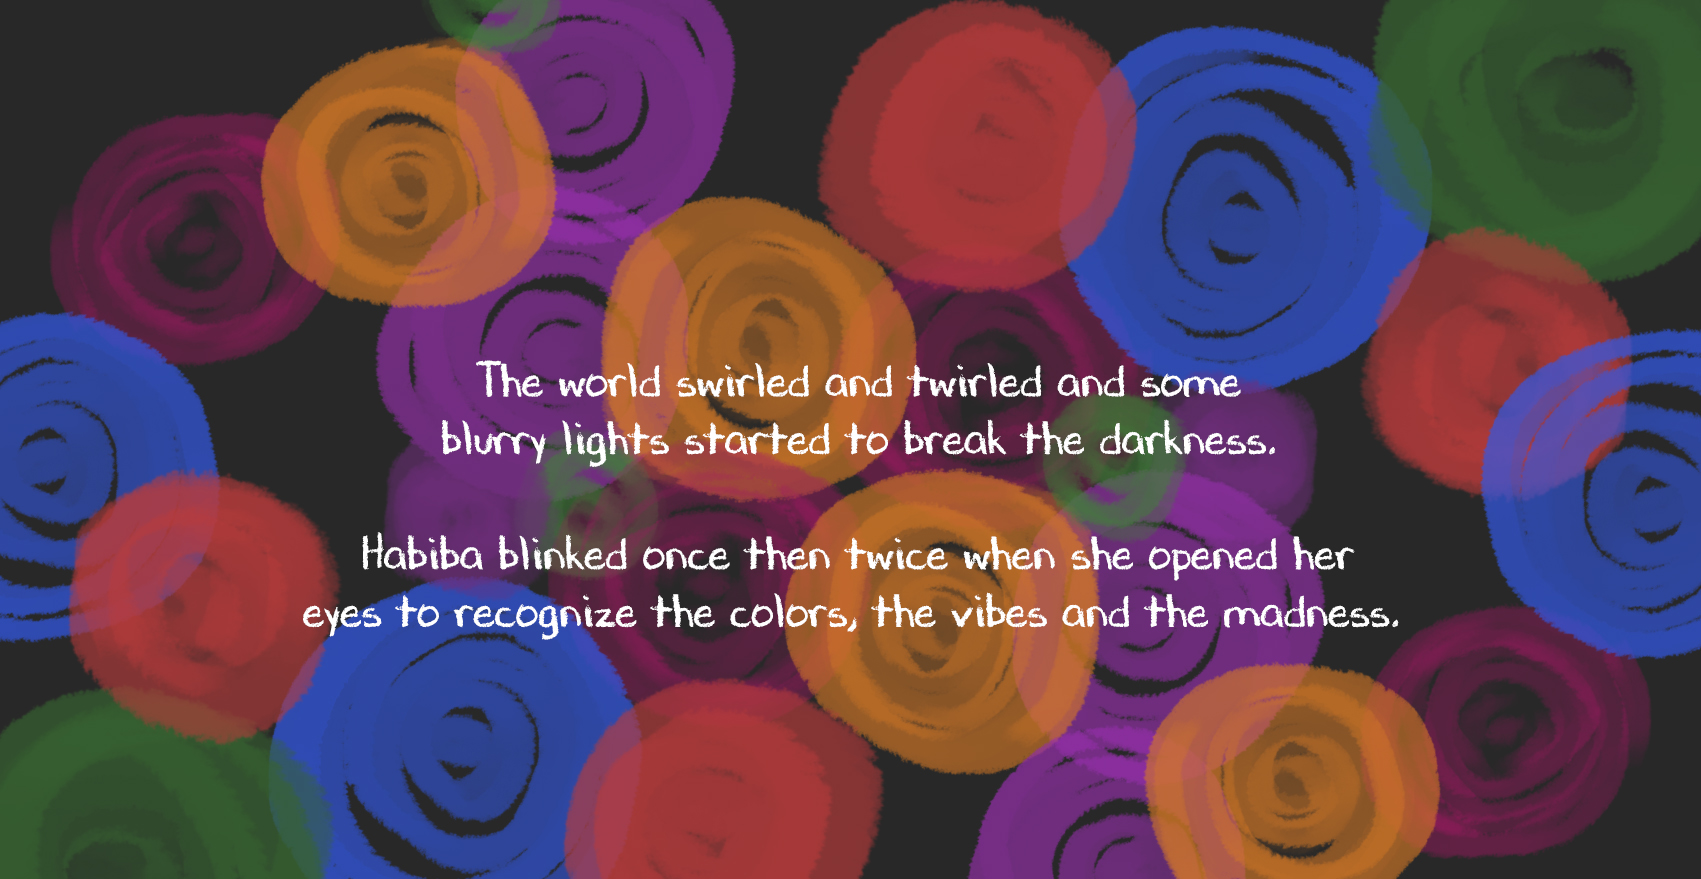 The world swirled and twirled and some
blurry lights started to break the darkness.
Habiba blinked once then twice when she opened her
eyes to recognize the colors, the vibes and the madness.